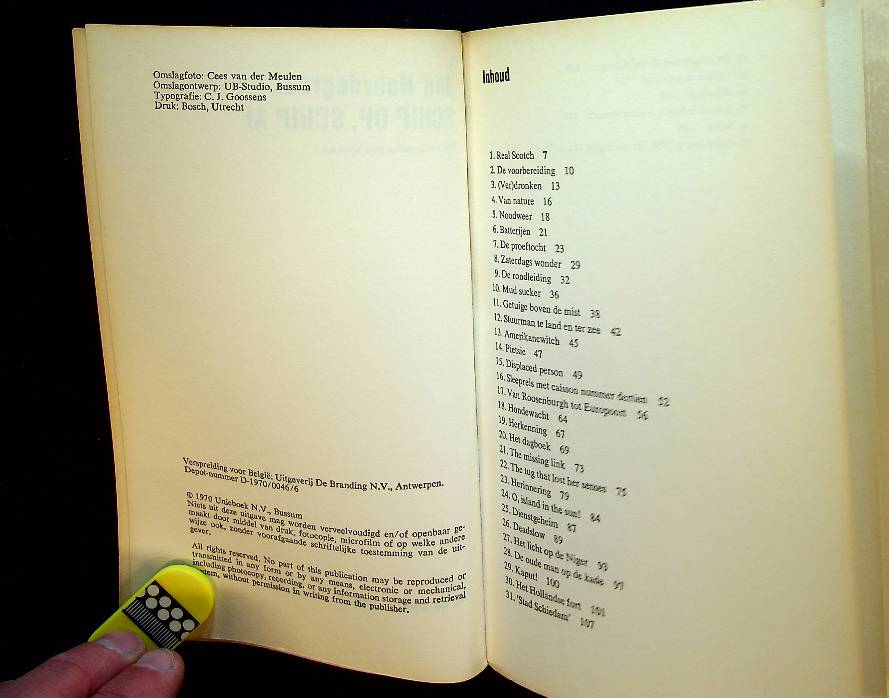 Omslagfoto: Cees van der Meulen
Omslagontwerp: UB-Studio, Bussum
Typografie: C. J. Goossens
Druk: Bosch, Utrecht
Verspreiding voor België: Uitgeverij De Branding N.V., Antwerpen.
Depot-nummer D-1970/0046/6
© 1970 Unieboek N.V., Bussum
Niets uit deze uitgave mag worden verveelvoudigd en/of openbaar ge-
maakt door middel van druk, fotocopie, microfilm of op welke andere
wijze ook, zonder voorafgaande schriftelijke toestemming van de uit-
gever.
All rights reserved. No part of this publication may be reproduced or
transmitted in any form or by any means, electronic or mechanical,
including photocopy, recording, or any information storage and retrieval
tem, without permission in writing from the publisher.
Inhoud
1. Real Scotch 7
2. De voorbereiding 10
3. (Ver)dronken 13
4. Van nature 16
5. Noodweer 18
6. Batterijen 21
7. De proeftocht 23
8. Zaterdags wonder 29
9. De rondleiding 32
10. Mud sucker 36
11. Getuige boven de mist 38
12. Stuurman te land en ter zee 42
13. Amerikanewitch 45
14. Pietsie 47
15. Displaced person 49
16. Sleepreis met caisson nummer dertien 52
17. Van Roosenburgh tot Europoort 56
18. Hondewacht 64
19. Herkenning 67
20. Het dagboek 69
21. The missing link 73
22. The tug that lost her senses 75
23. Herinnering 79
24. O, island in the sun! 84
25. Dienstgeheim 87
26. Deadslow 89
27. Het licht op de Niger 93
28. De oude man op de kade 97
29. Kaput! 100
30. Het Hollandse fort 101
31. 'Stad Schiedam' 107